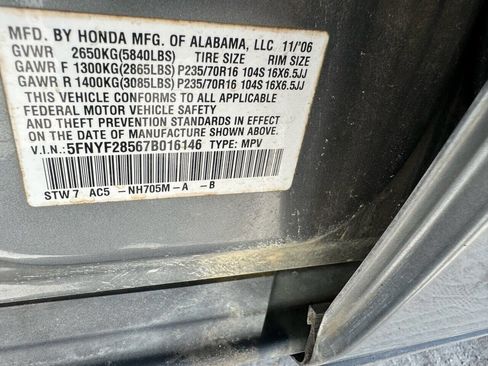 MFD. BY HONDA MFG. OF ALABAMA, LLC 11/'06
GVWR 2650KG(5840LBS) TIRE SIZE RIM SIZE
GAWR F 1300KG(2865LBS) P235/70R16 104S 16X6.5JJ
GAWR R 1400KG(3085LBS) P235/70R16 104S 16X6.5JJ
THIS VEHICLE CONFORMS TO ALL APPLICABLE
FEDERAL MOTOR VEHICLE SAFETY
AND THEFT PREVENTION STANDARDS IN EFFECT
ON THE DATE OF MANUFACTURE SHOWN ABOVE.
V.I.N.: 5FNYF28567B016146 TYPE: MPV
STW7 AC5 -NH705M-A -B